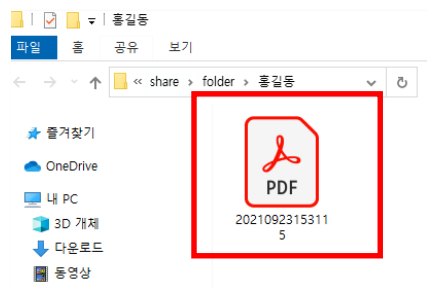 홍길동
파일 홈 공유 보기
« share › folder › 홍길동
즐겨찾기
OneDrive
내 PC
3D 개체
다운로드
동영상
PDF
2021092315311
5